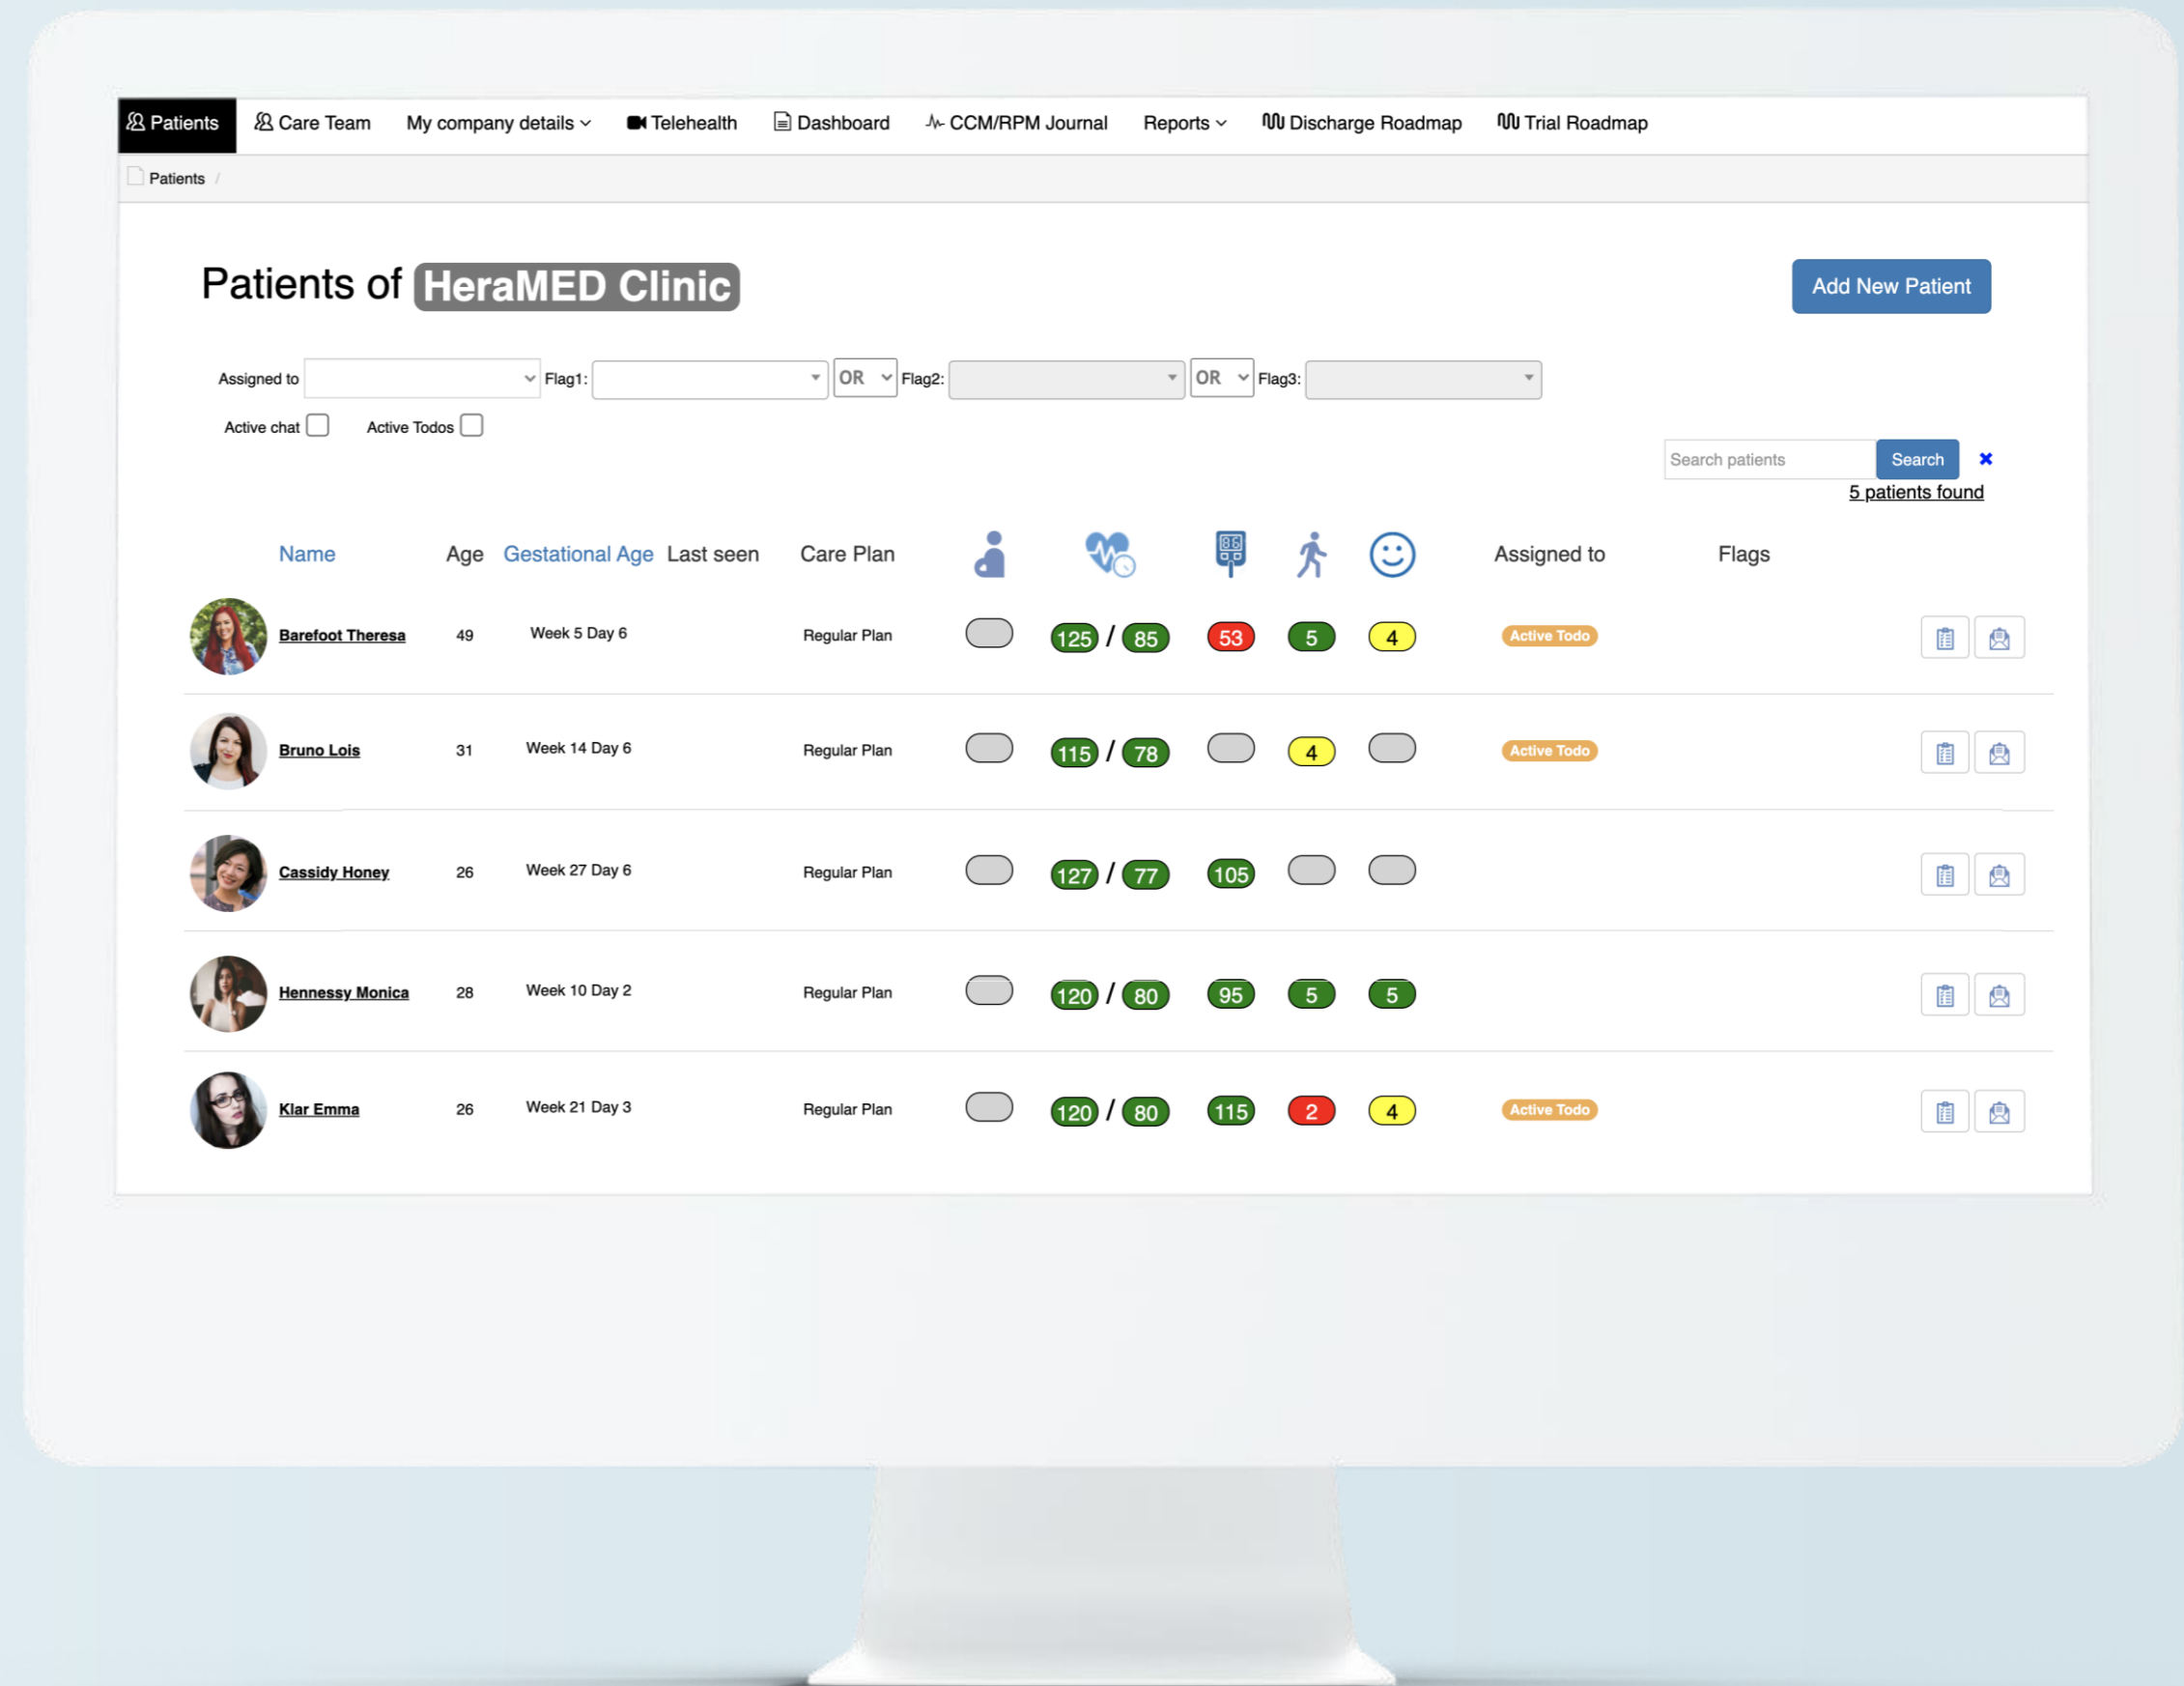 Patients Care Team My company details Telehealth Dashboard CCM/RPM Journal Reports Discharge Roadmap Trial Roadmap
Patients /
Patients of HeraMED Clinic Add New Patient
Assigned to Flag1: OR Flag2: OR Flag3:
Active chat Active Todos
Search patients Search
5 patients found
Name Age Gestational Age Last seen Care Plan 86 Assigned to Flags
Barefoot Theresa 49 Week 5 Day 6 Regular Plan 125 / 85 53 5 4 Active Todo
Bruno Lois 31 Week 14 Day 6 Regular Plan 115 / 78 4 Active Todo
Cassidy Honey 26 Week 27 Day 6 Regular Plan 127 / 77 105
Hennessy Monica 28 Week 10 Day 2 Regular Plan 120 / 80 95 5 5
Klar Emma 26 Week 21 Day 3 Regular Plan 120 / 80 115 2 4 Active Todo